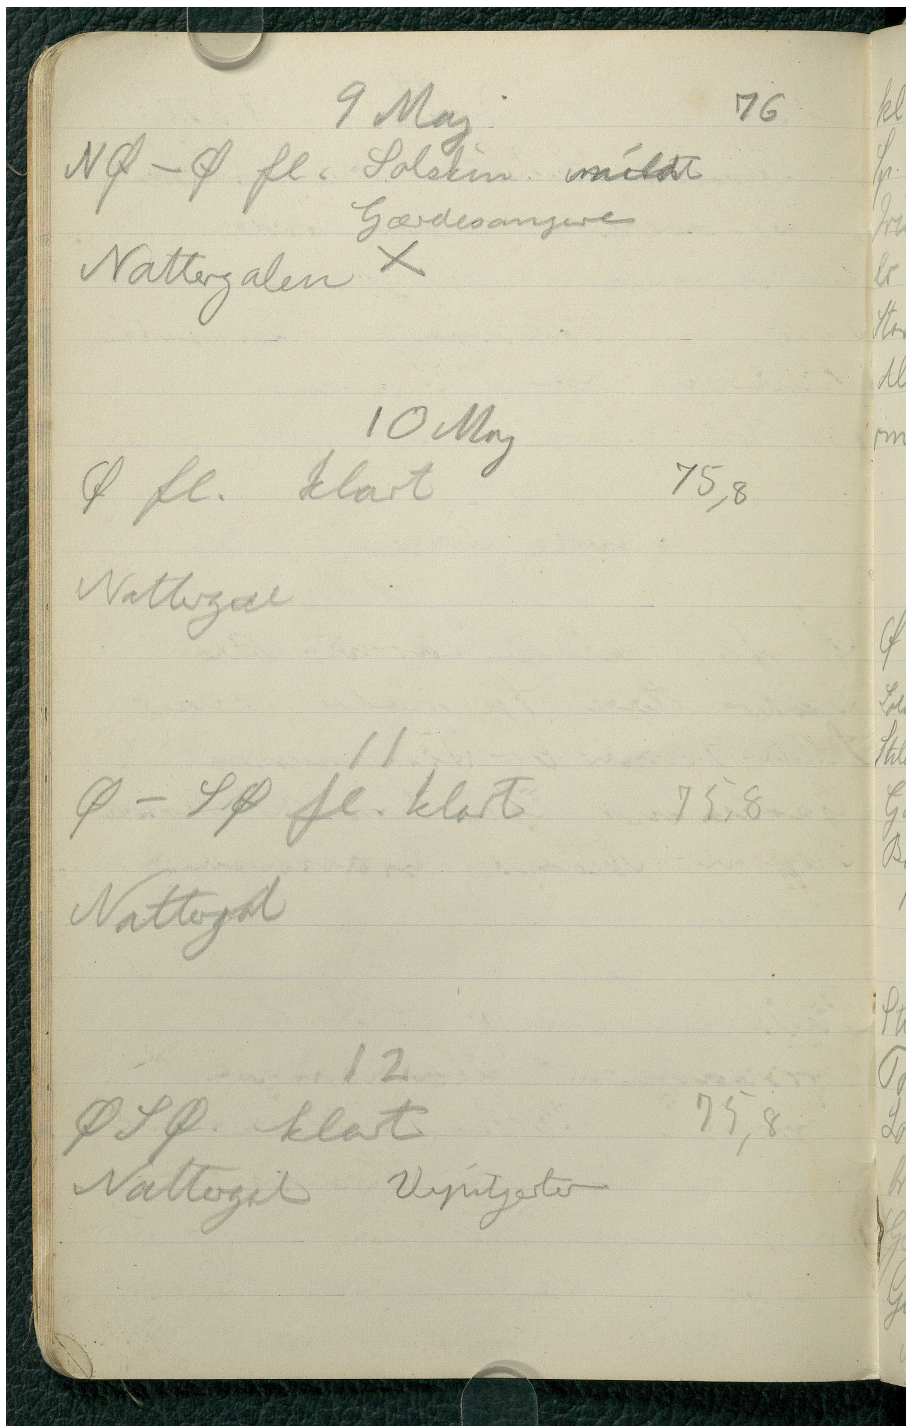 9 Maj 76
NØ - Ø fl. Solskin mildt
Gærdesangere
Nattergalen X
10 Maj
Ø fl. klart 75,8
Nattergal
11
Ø - SØ fl. klart 75,8
Nattergal
12
ØSØ. klart 75,8
Nattergal